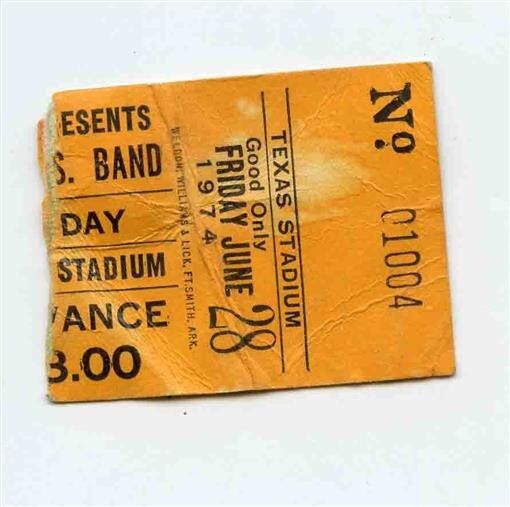 ESENTS
S. BAND
DAY
STADIUM
VANCE
8.00
WELDON, WILLIAMS & LICK, FT. SMITH, ARK.
TEXAS STADIUM
Good Only
FRIDAY JUNE 28
1974
No. 01004